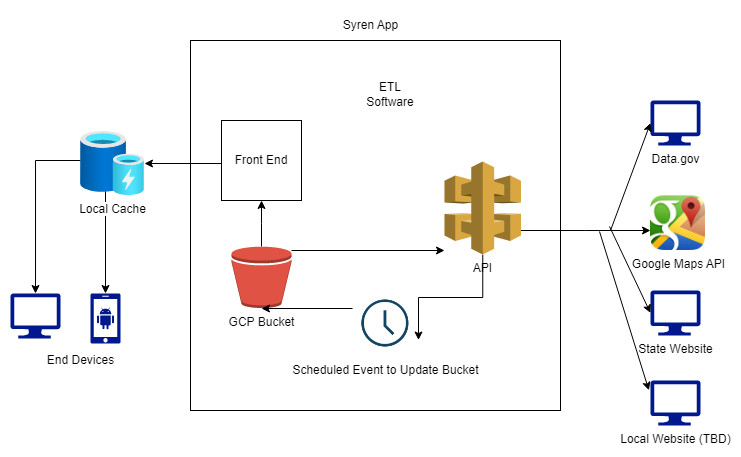 Syren App
ETL
Software
Front End
Data.gov
Local Cache
Google Maps API
API
GCP Bucket
State Website
End Devices
Scheduled Event to Update Bucket
Local Website (TBD)